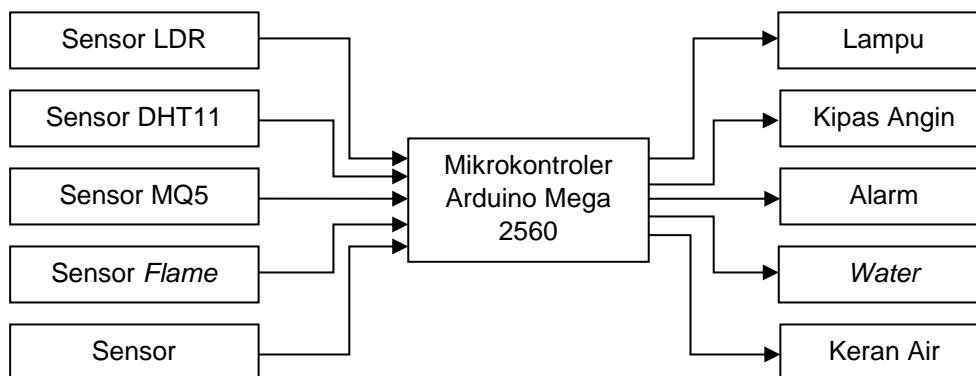 Sensor LDR
Sensor DHT11
Sensor MQ5
Sensor Flame
Sensor
Mikrokontroler
Arduino Mega
2560
Lampu
Kipas Angin
Alarm
Water
Keran Air